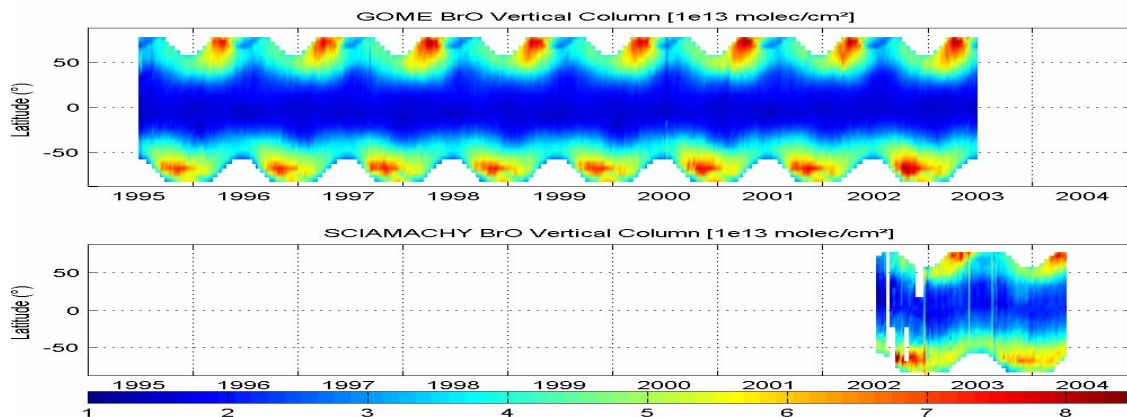 GOME BrO Vertical Column [1e13 molec/cm²]
Latitude (°)
50
0
-50
1995 1996 1997 1998 1999 2000 2001 2002 2003 2004
SCIAMACHY BrO Vertical Column [1e13 molec/cm²]
Latitude (°)
50
0
-50
1995 1996 1997 1998 1999 2000 2001 2002 2003 2004
1 2 3 4 5 6 7 8